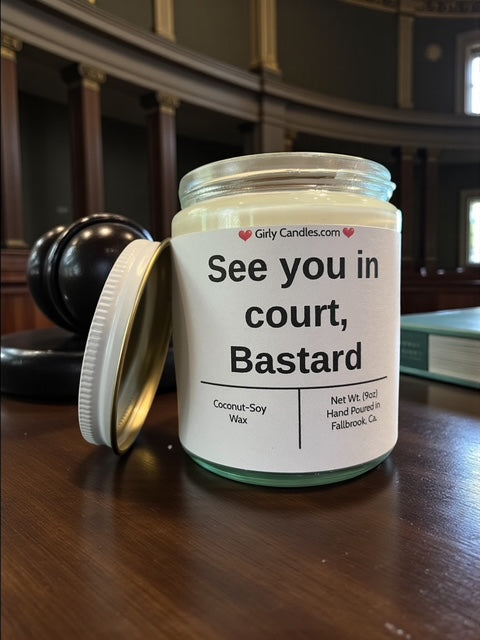 Girly Candles.com
See you in
court,
Bastard
Coconut-Soy
Wax
Net Wt. (9oz)
Hand Poured in
Fallbrook, Ca.